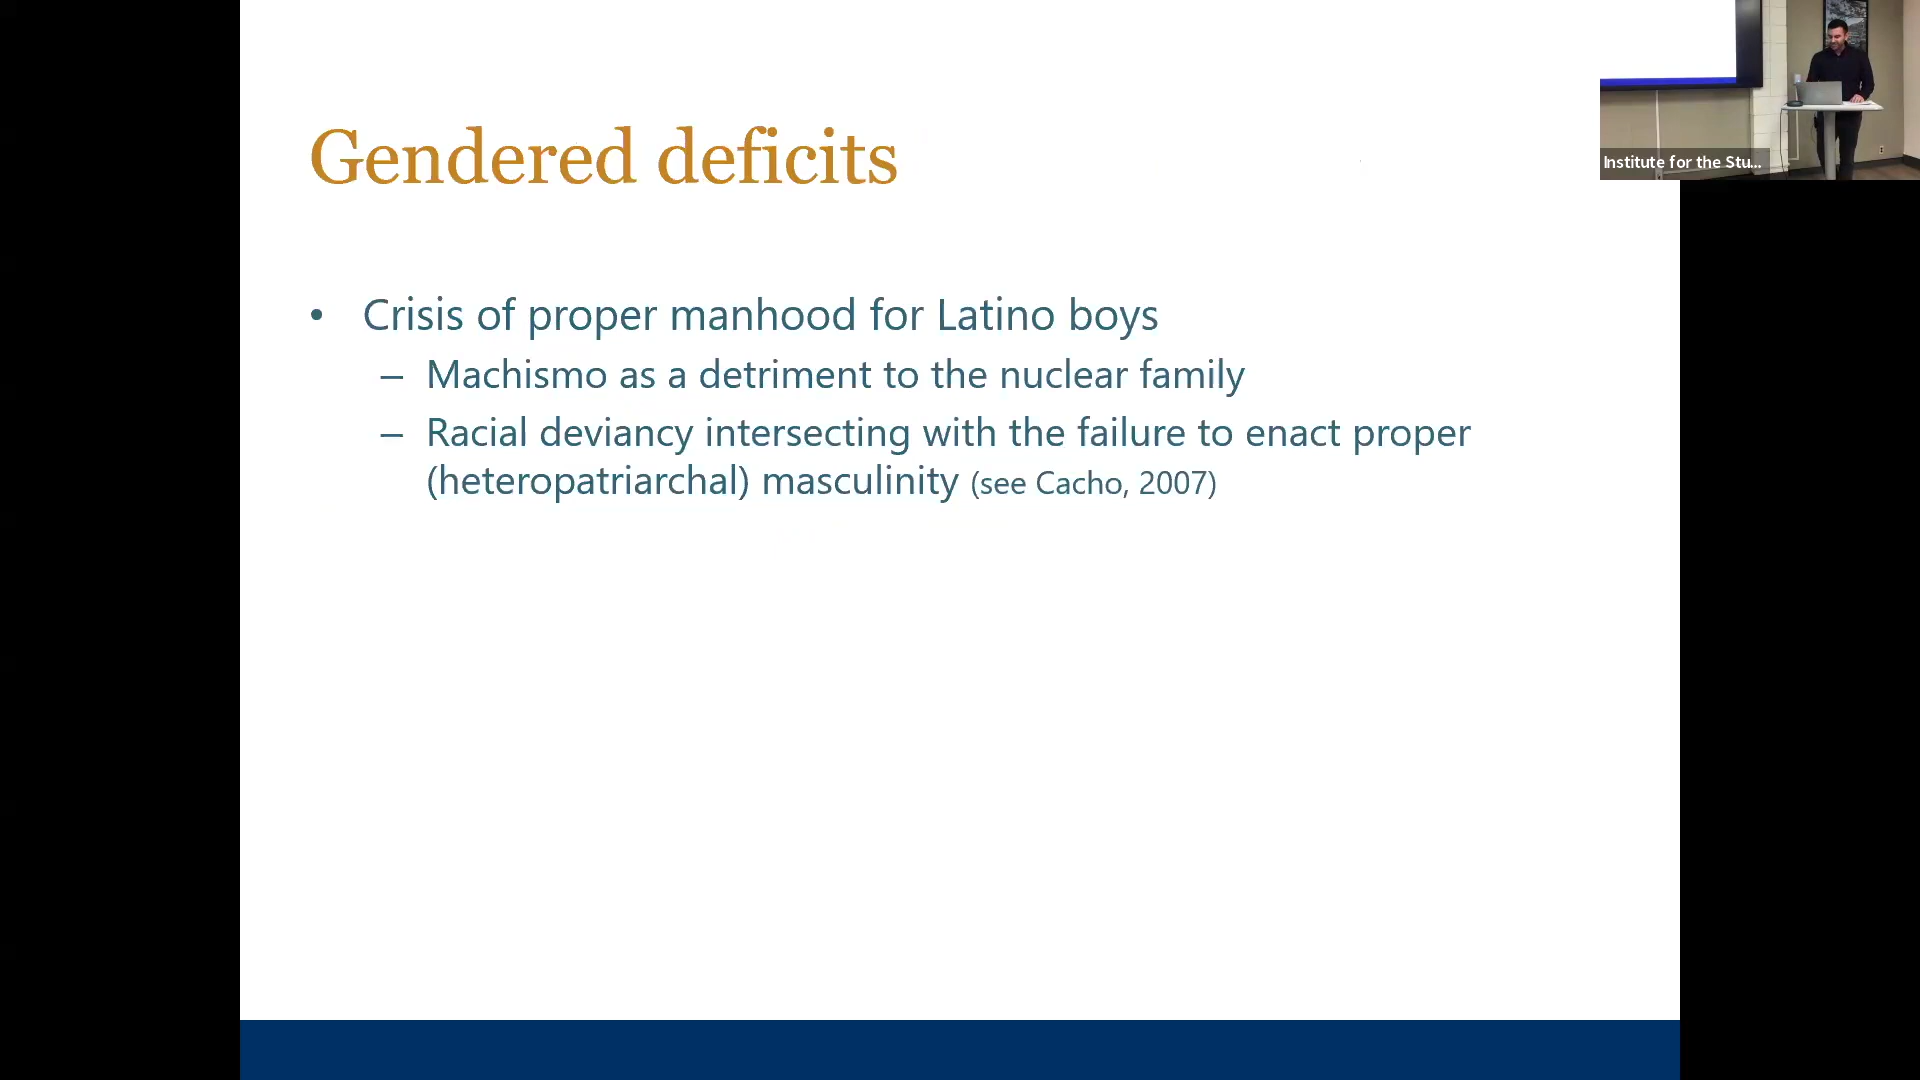 Gendered deficits
• Crisis of proper manhood for Latino boys
– Machismo as a detriment to the nuclear family
– Racial deviancy intersecting with the failure to enact proper
(heteropatriarchal) masculinity (see Cacho, 2007)
Institute for the Stu...